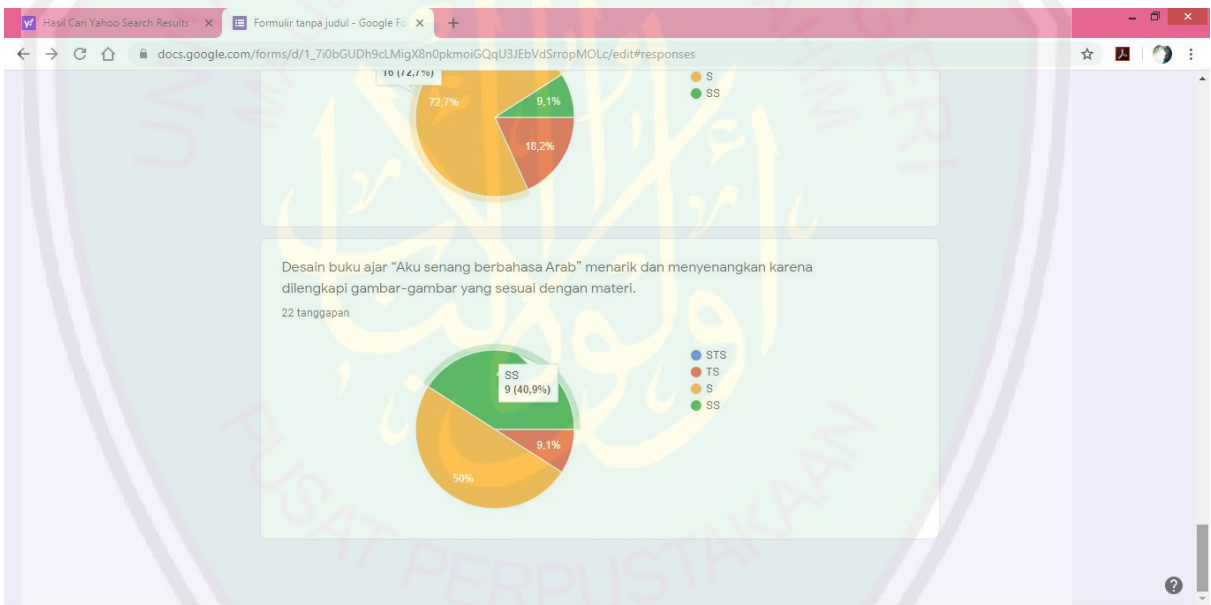 Hasil Cari Yahoo Search Results
Formulir tanpa judul - Google Fo
docs.google.com/forms/d/1_7i0bGUDh9cLMigX8n0pkmoiGQqU3JEbVdSrropMOLc/edit#responses
16 (72,7%)
72,7%
9,1%
18,2%
S
SS
Desain buku ajar “Aku senang berbahasa Arab” menarik dan menyenangkan karena
dilengkapi gambar-gambar yang sesuai dengan materi.
22 tanggapan
SS
9 (40,9%)
9,1%
50%
STS
TS
S
SS
PUSAT PERPUSTAKAAN